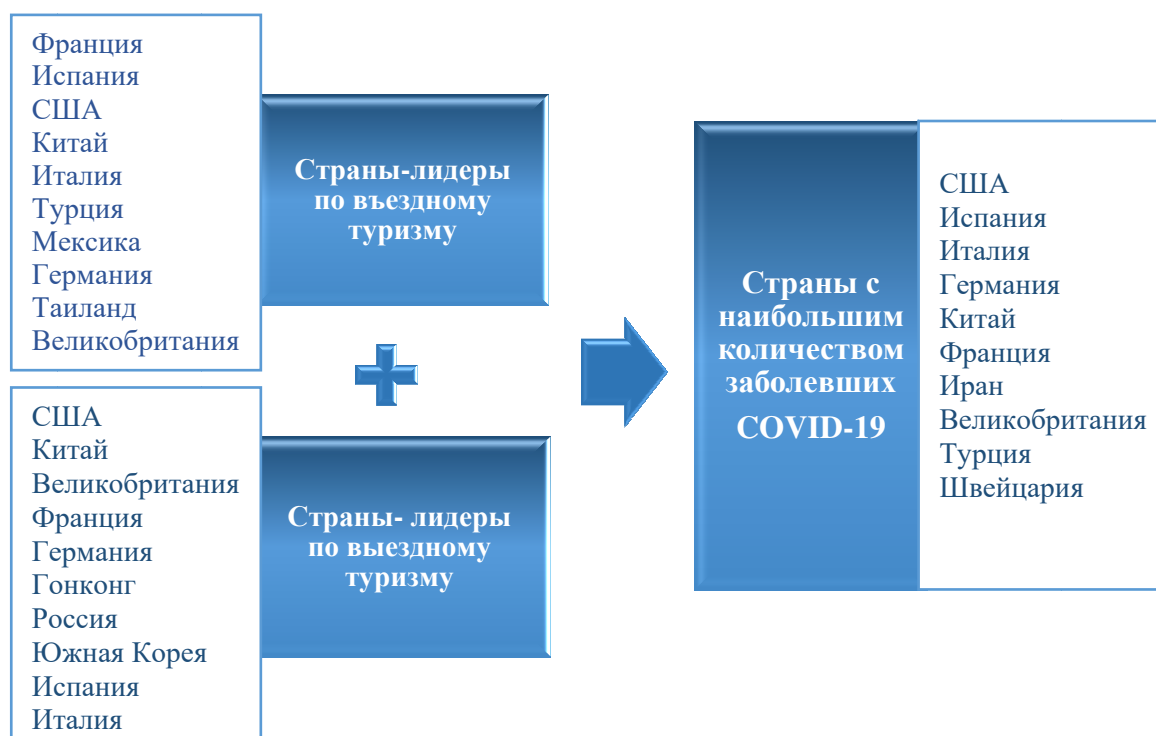 Франция
Испания
США
Китай
Италия
Турция
Мексика
Германия
Таиланд
Великобритания
Страны-лидеры
по въездному
туризму
США
Китай
Великобритания
Франция
Германия
Гонконг
Россия
Южная Корея
Испания
Италия
Страны- лидеры
по выездному
туризму
Страны с
наибольшим
количеством
заболевших
COVID-19
США
Испания
Италия
Германия
Китай
Франция
Иран
Великобритания
Турция
Швейцария